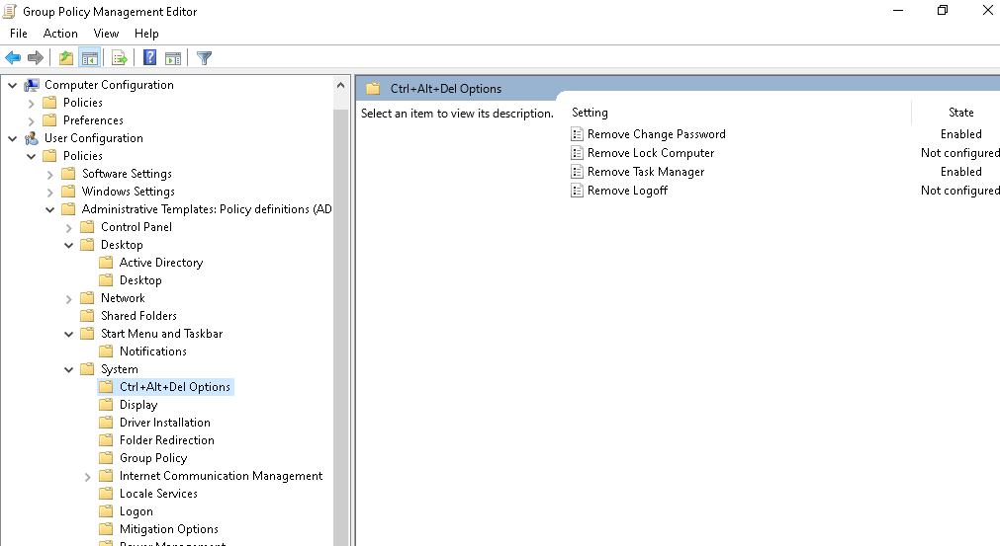 Group Policy Management Editor
File Action View Help
Computer Configuration
Policies
Preferences
User Configuration
Policies
Software Settings
Windows Settings
Administrative Templates: Policy definitions (AD
Control Panel
Desktop
Active Directory
Desktop
Network
Shared Folders
Start Menu and Taskbar
Notifications
System
Ctrl+Alt+Del Options
Display
Driver Installation
Folder Redirection
Group Policy
Internet Communication Management
Locale Services
Logon
Mitigation Options
Power Management
Ctrl+Alt+Del Options
Select an item to view its description.
Setting State
Remove Change Password Enabled
Remove Lock Computer Not configured
Remove Task Manager Enabled
Remove Logoff Not configured